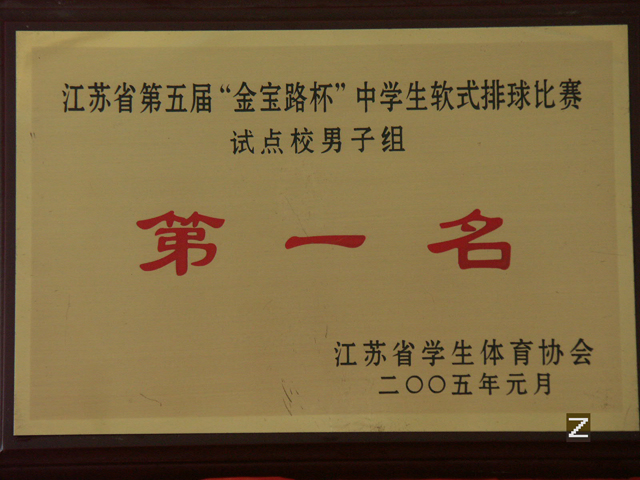 江苏省第五届“金宝路杯”中学生软式排球比赛
试点校男子组
第一名
江苏省学生体育协会
二〇〇五年元月
Z